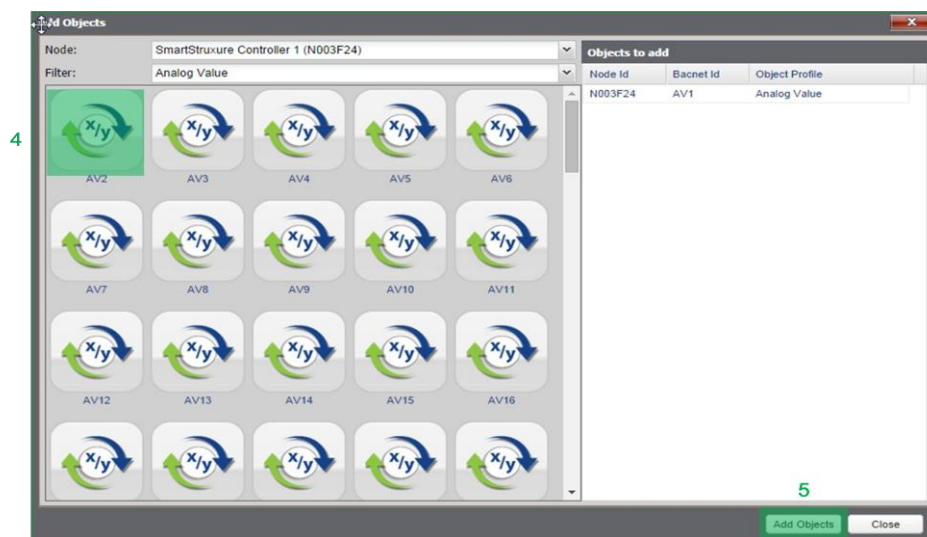 Add Objects
Node: SmartStruxure Controller 1 (N003F24)
Filter: Analog Value
Objects to add
Node Id Bacnet Id Object Profile
N003F24 AV1 Analog Value
4
x/y x/y x/y x/y x/y
AV2 AV3 AV4 AV5 AV6
x/y x/y x/y x/y x/y
AV7 AV8 AV9 AV10 AV11
x/y x/y x/y x/y x/y
AV12 AV13 AV14 AV15 AV16
x/y x/y x/y x/y x/y
5
Add Objects Close